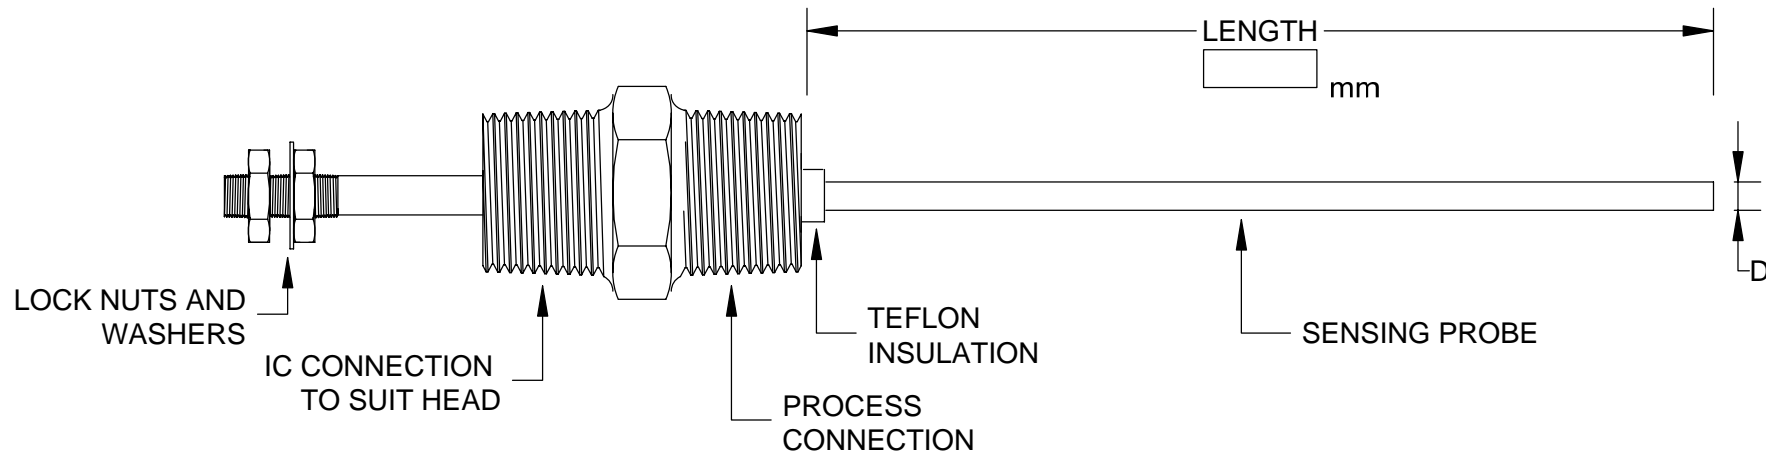 LENGTH
mm
D
LOCK NUTS AND
WASHERS
IC CONNECTION
TO SUIT HEAD
TEFLON
INSULATION
PROCESS
CONNECTION
SENSING PROBE